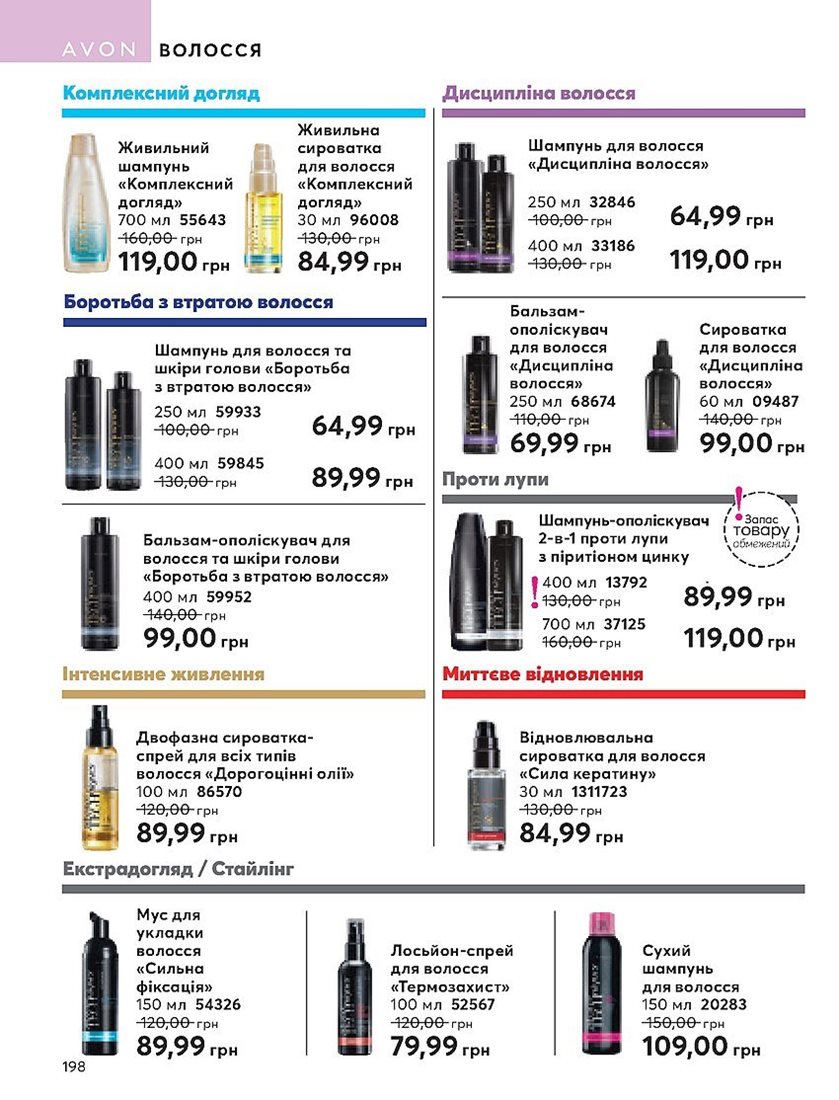 AVON ВОЛОССЯ
Комплексний догляд
Живильний
шампунь
«Комплексний
догляд»
700 мл 55643
160,00 грн
119,00 грн
Живильна
сироватка
для волосся
«Комплексний
догляд»
30 мл 96008
130,00 грн
84,99 грн
Боротьба з втратою волосся
Шампунь для волосся та
шкіри голови «Боротьба
з втратою волосся»
250 мл 59933
100,00 грн
64,99 грн
400 мл 59845
130,00 грн
89,99 грн
Бальзам-ополіскувач для
волосся та шкіри голови
«Боротьба з втратою волосся»
400 мл 59952
140,00 грн
99,00 грн
Інтенсивне живлення
Двофазна сироватка-
спрей для всіх типів
волосся «Дорогоцінні олії»
100 мл 86570
120,00 грн
89,99 грн
Дисципліна волосся
Шампунь для волосся
«Дисципліна волосся»
250 мл 32846
100,00 грн
64,99 грн
400 мл 33186
130,00 грн
119,00 грн
Бальзам-
ополіскувач
для волосся
«Дисципліна
волосся»
250 мл 68674
110,00 грн
69,99 грн
Сироватка
для волосся
«Дисципліна
волосся»
60 мл 09487
140,00 грн
99,00 грн
Проти лупи
Шампунь-ополіскувач
2-в-1 проти лупи
з піритіоном цинку
! Запас
товару
обмежений
! 400 мл 13792
130,00 грн
89,99 грн
700 мл 37125
160,00 грн
119,00 грн
Миттєве відновлення
Відновлювальна
сироватка для волосся
«Сила кератину»
30 мл 1311723
130,00 грн
84,99 грн
Екстрадогляд / Стайлінг
Мус для
укладки
волосся
«Сильна
фіксація»
150 мл 54326
120,00 грн
89,99 грн
Лосьйон-спрей
для волосся
«Термозахист»
100 мл 52567
120,00 грн
79,99 грн
Сухий
шампунь
для волосся
150 мл 20283
150,00 грн
109,00 грн
198